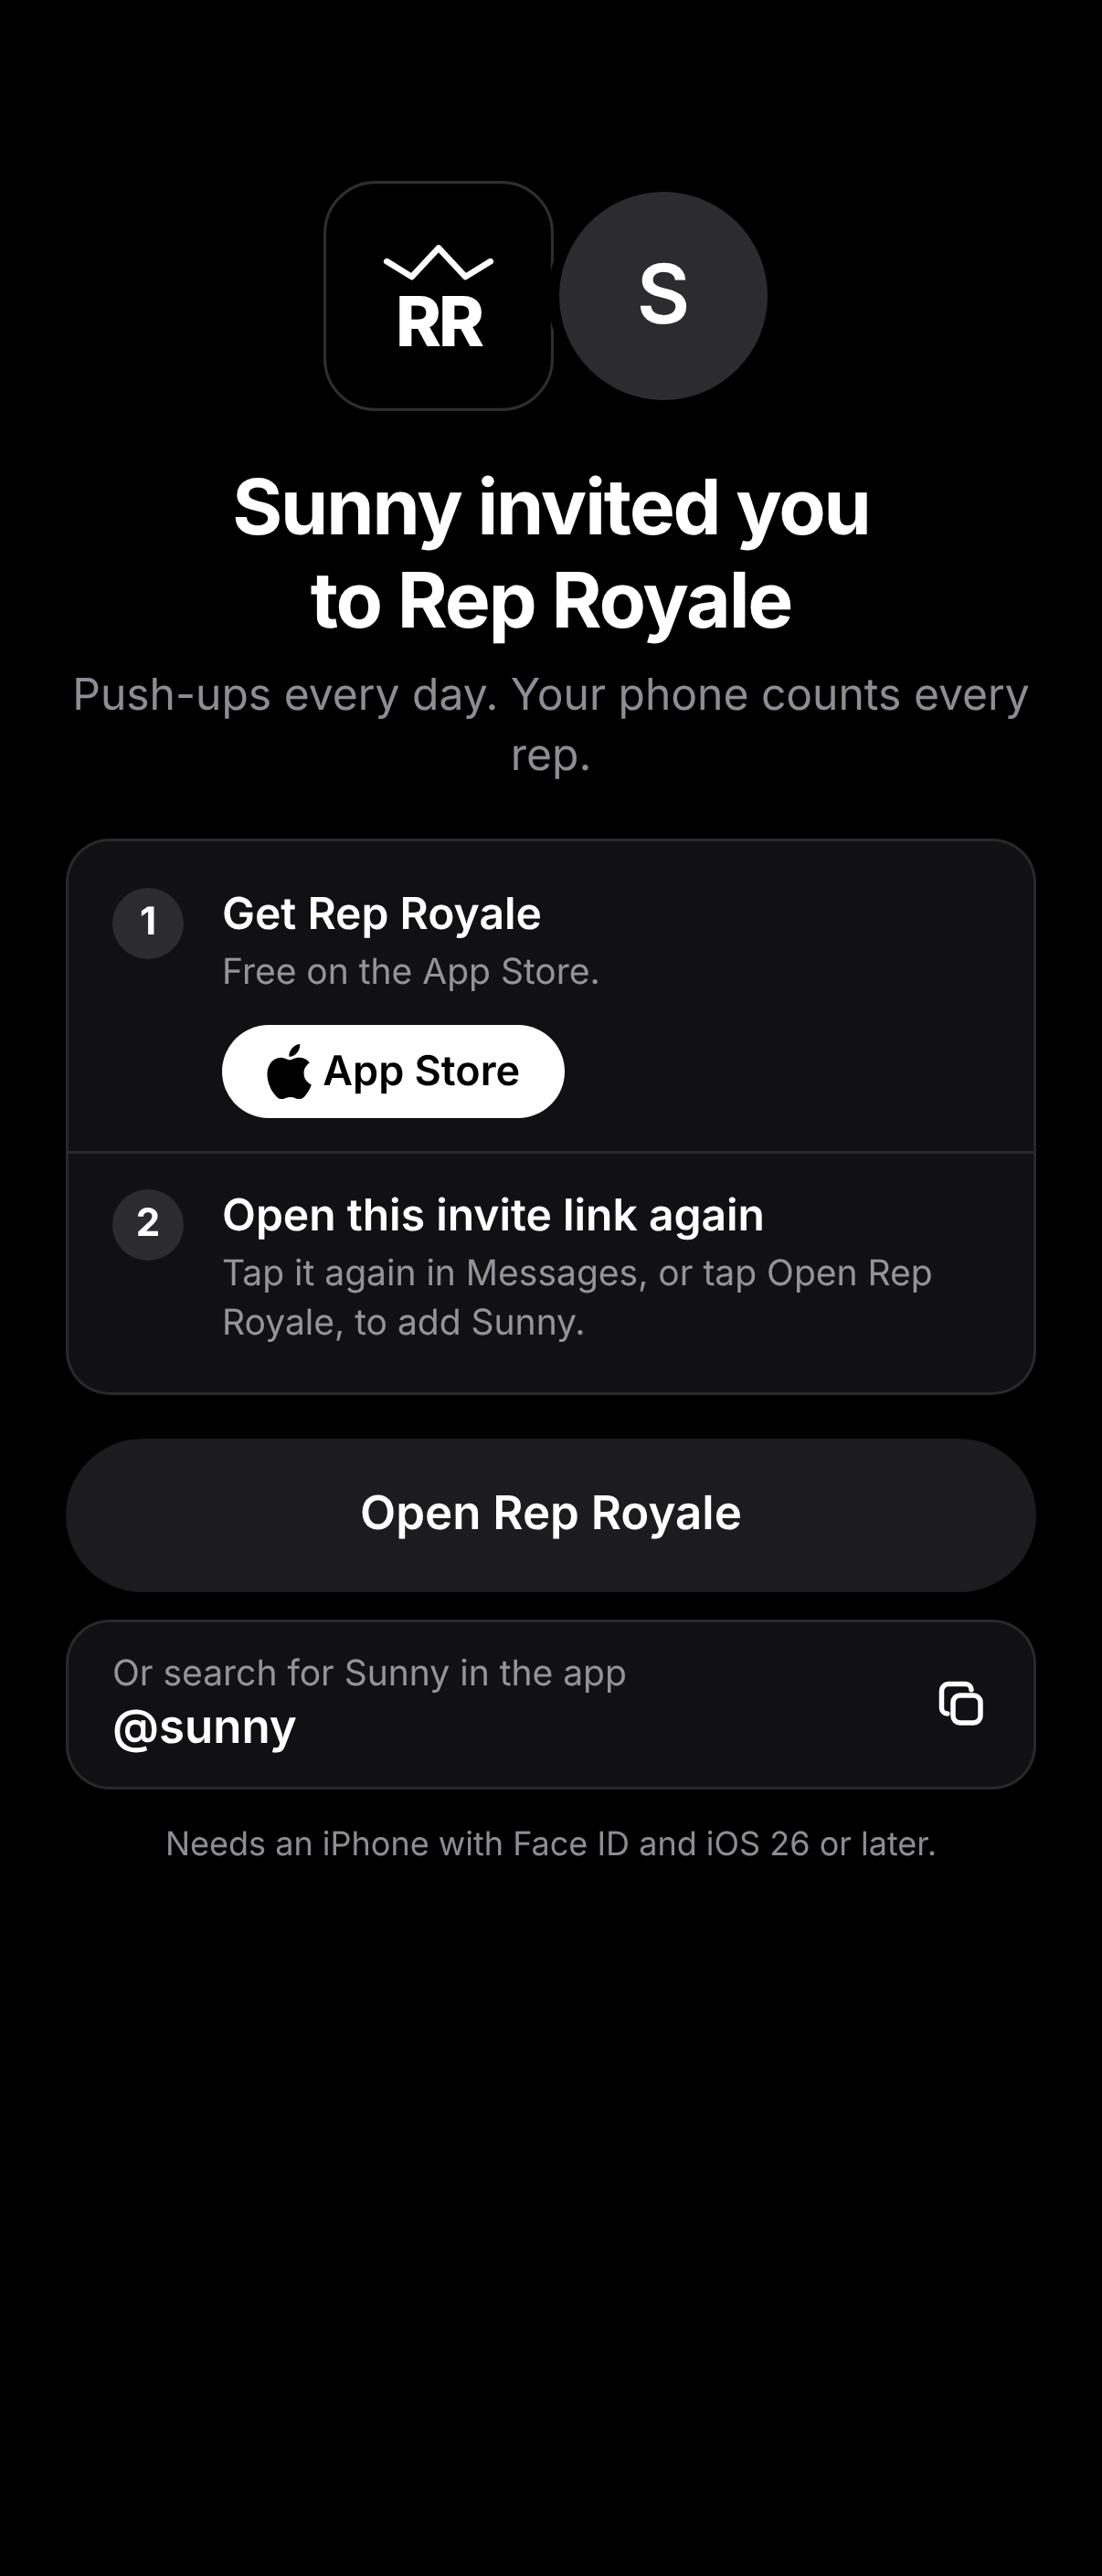 RR
S
Sunny invited you
to Rep Royale
Push-ups every day. Your phone counts every
rep.
1
Get Rep Royale
Free on the App Store.
App Store
2
Open this invite link again
Tap it again in Messages, or tap Open Rep
Royale, to add Sunny.
Open Rep Royale
Or search for Sunny in the app
@sunny
Needs an iPhone with Face ID and iOS 26 or later.